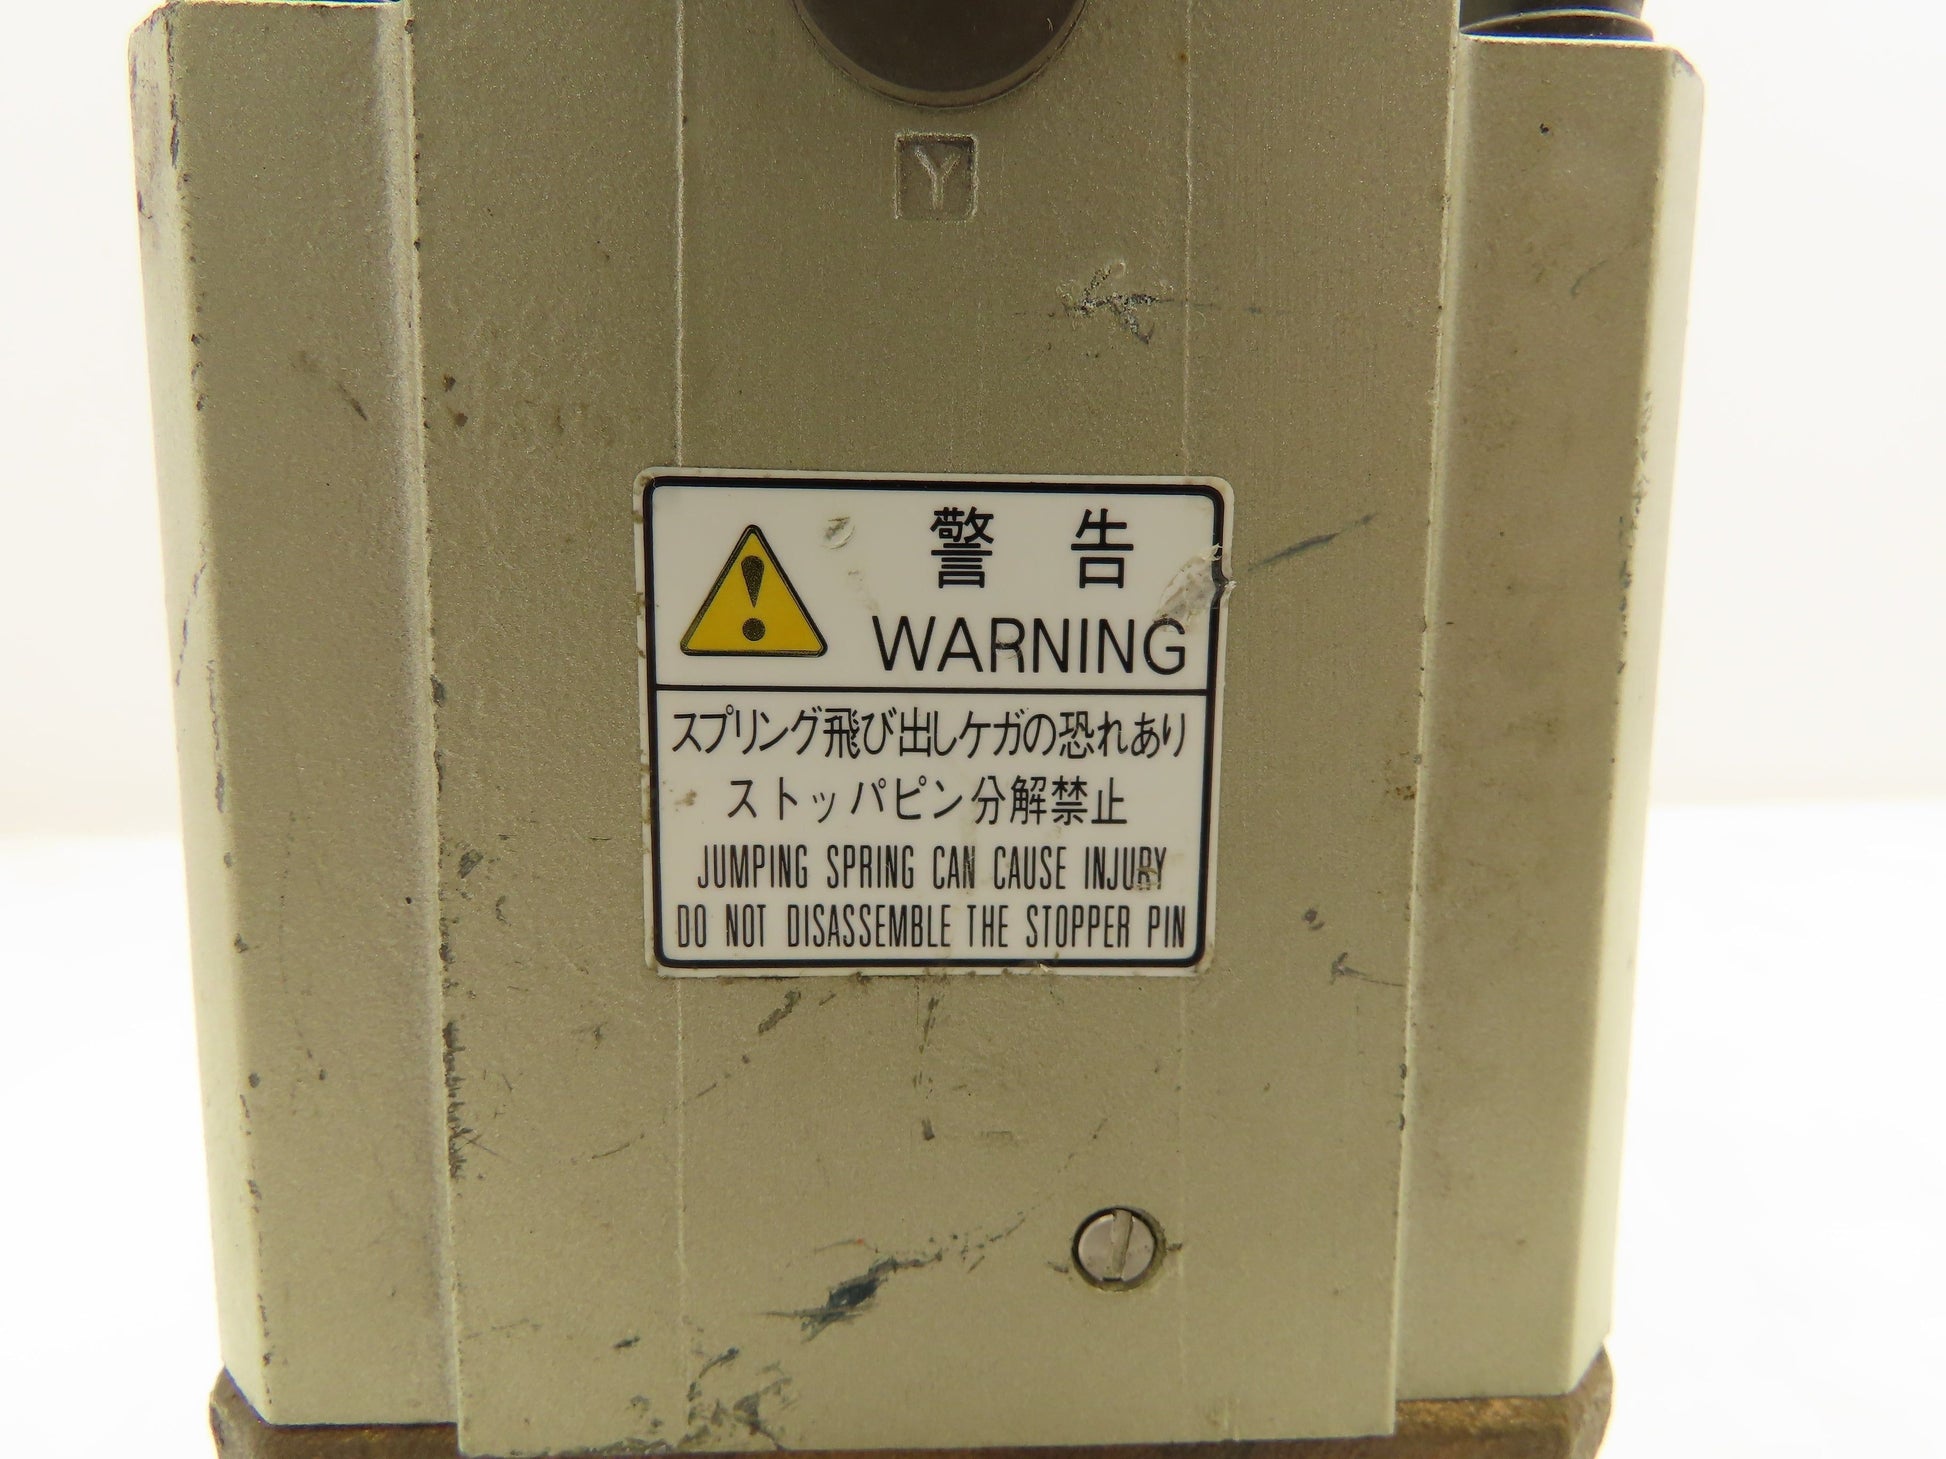 Y
警告
WARNING
スプリング飛び出しケガの恐れあり
ストッパピン分解禁止
JUMPING SPRING CAN CAUSE INJURY
DO NOT DISASSEMBLE THE STOPPER PIN